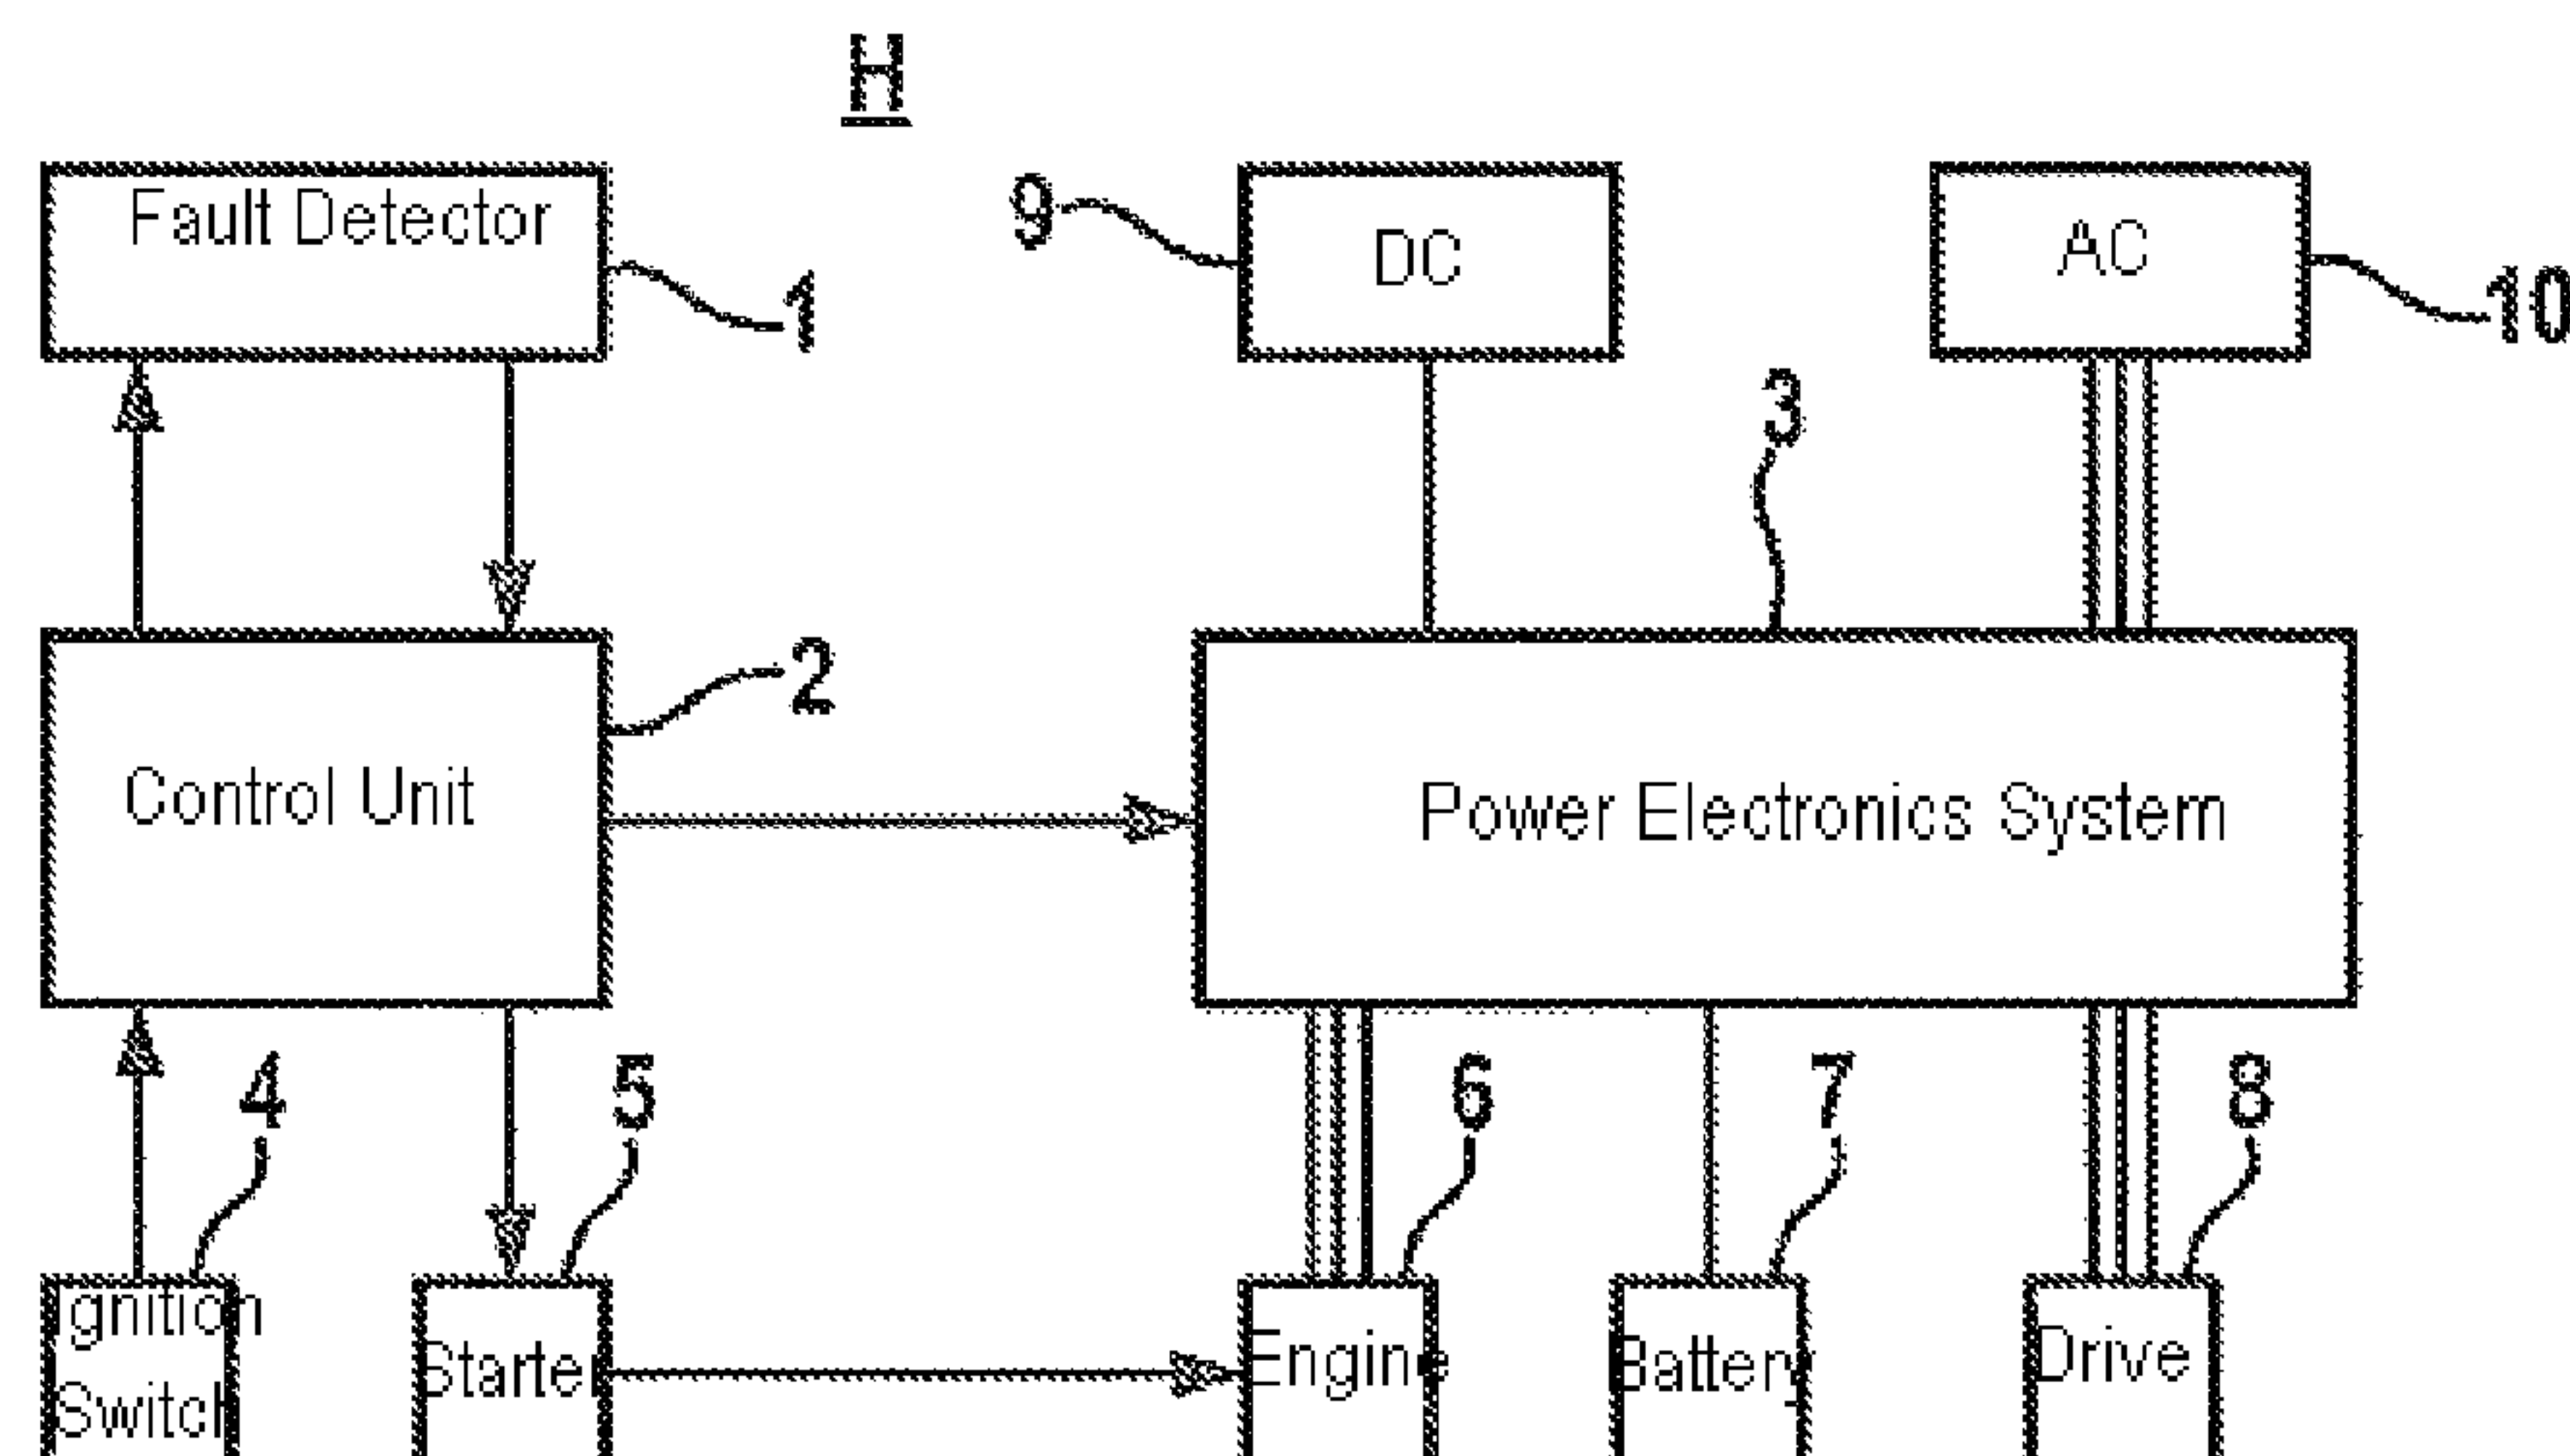 H
Fault Detector
1
9
DC
AC
10
3
Control Unit
2
Power Electronics System
4
5
6
7
8
Ignition
Switch
Starter
Engine
Battery
Drive